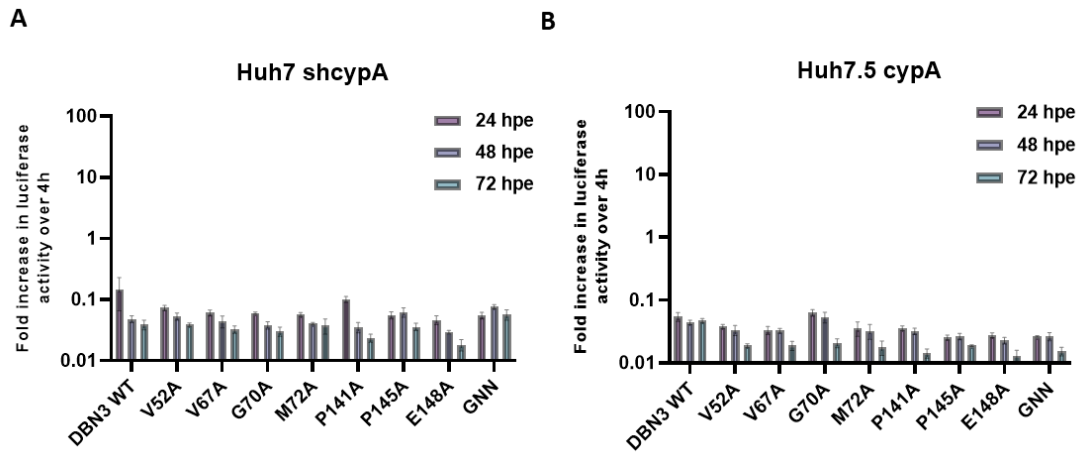 A
Huh7 shcypA
Fold increase in luciferase
activity over 4h
100
10
1
0.1
0.01
24 hpe
48 hpe
72 hpe
DBN3 WT
V52A
V67A
G70A
M72A
P141A
P145A
E148A
GNN
B
Huh7.5 cypA
Fold increase in luciferase
activity over 4h
100
10
1
0.1
0.01
24 hpe
48 hpe
72 hpe
DBN3 WT
V52A
V67A
G70A
M72A
P141A
P145A
E148A
GNN